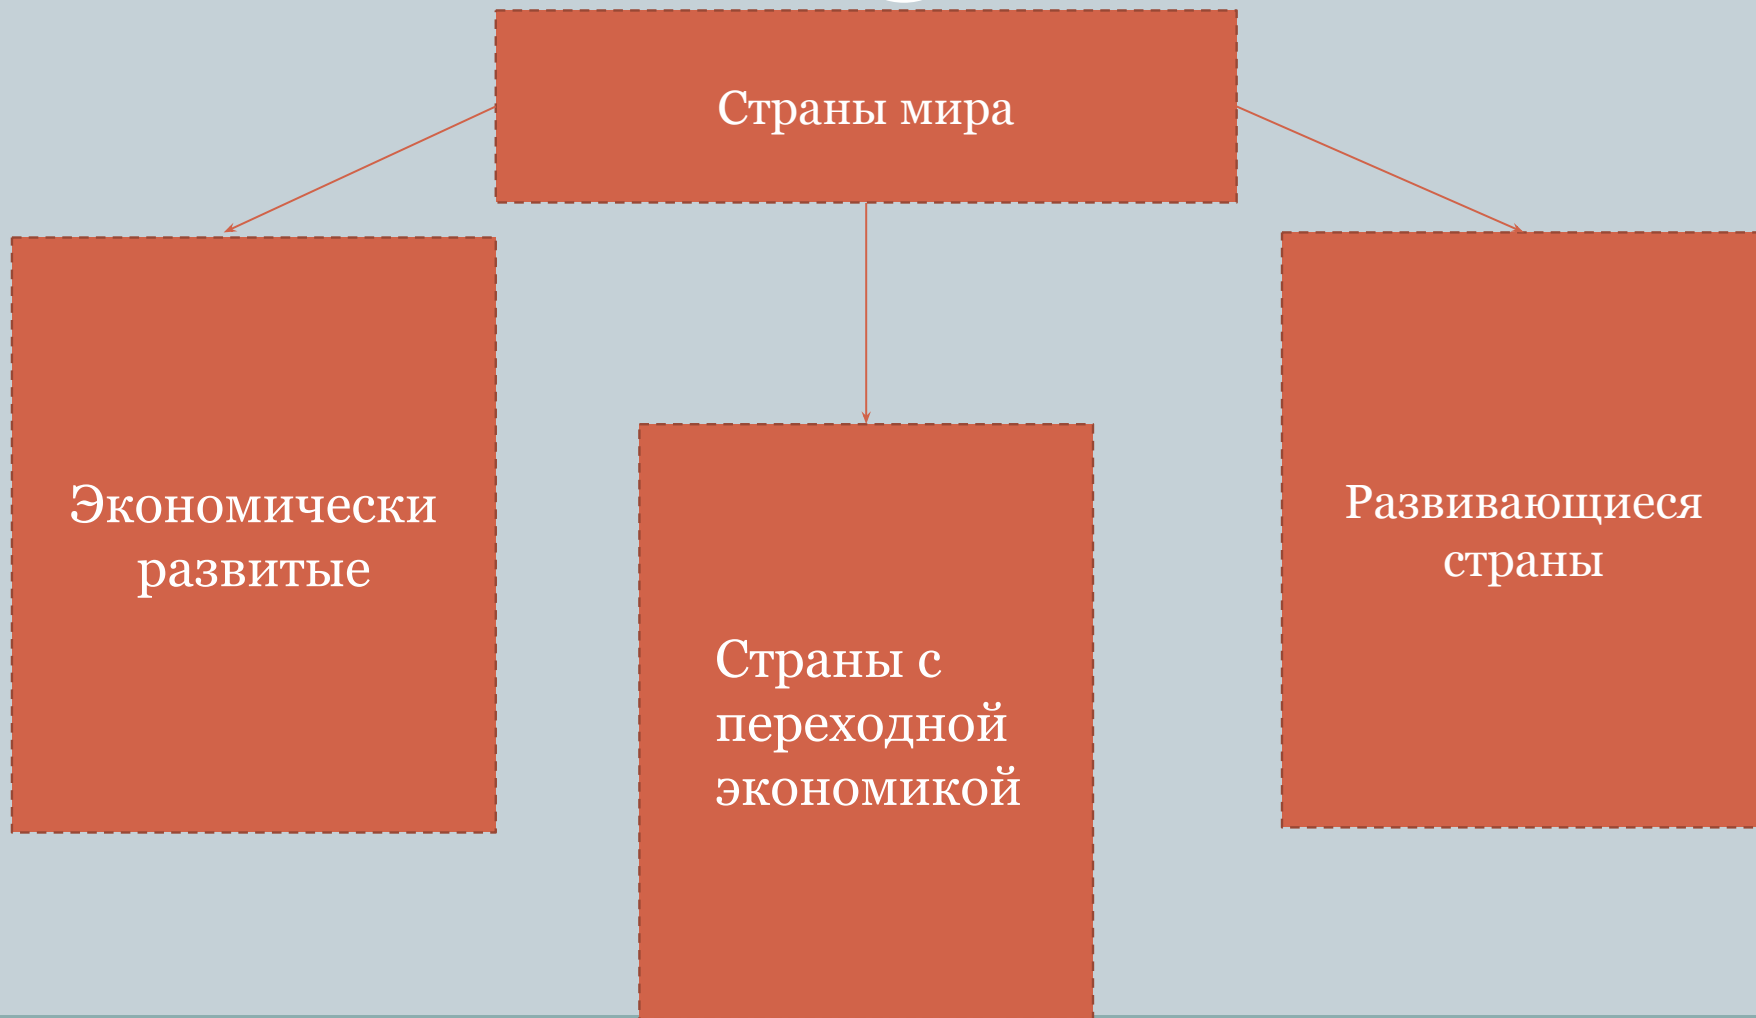 Страны мира
Экономически
развитые
Страны с
переходной
экономикой
Развивающиеся
страны